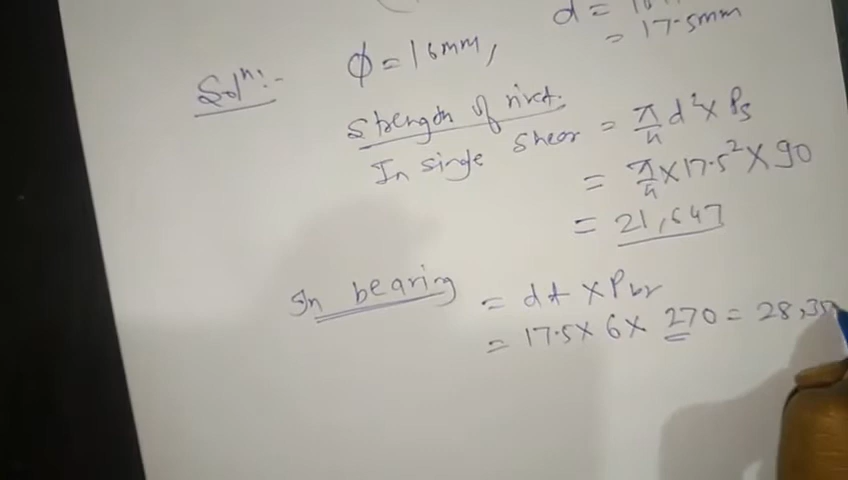 d = 16
= 17.5mm
Solⁿ:- ϕ = 16mm,
Strength of rivet.
In single shear = π/4 d² × Ps
= π/4 × 17.5² × 90
= 21,647
In bearing = dt × Pbr
= 17.5 × 6 × 270 = 28,35